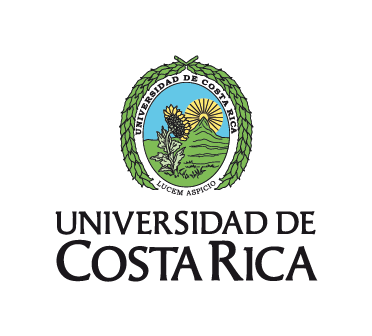 UNIVERSIDAD DE COSTA RICA
LUCEM ASPICIO
UNIVERSIDAD DE
COSTA RICA